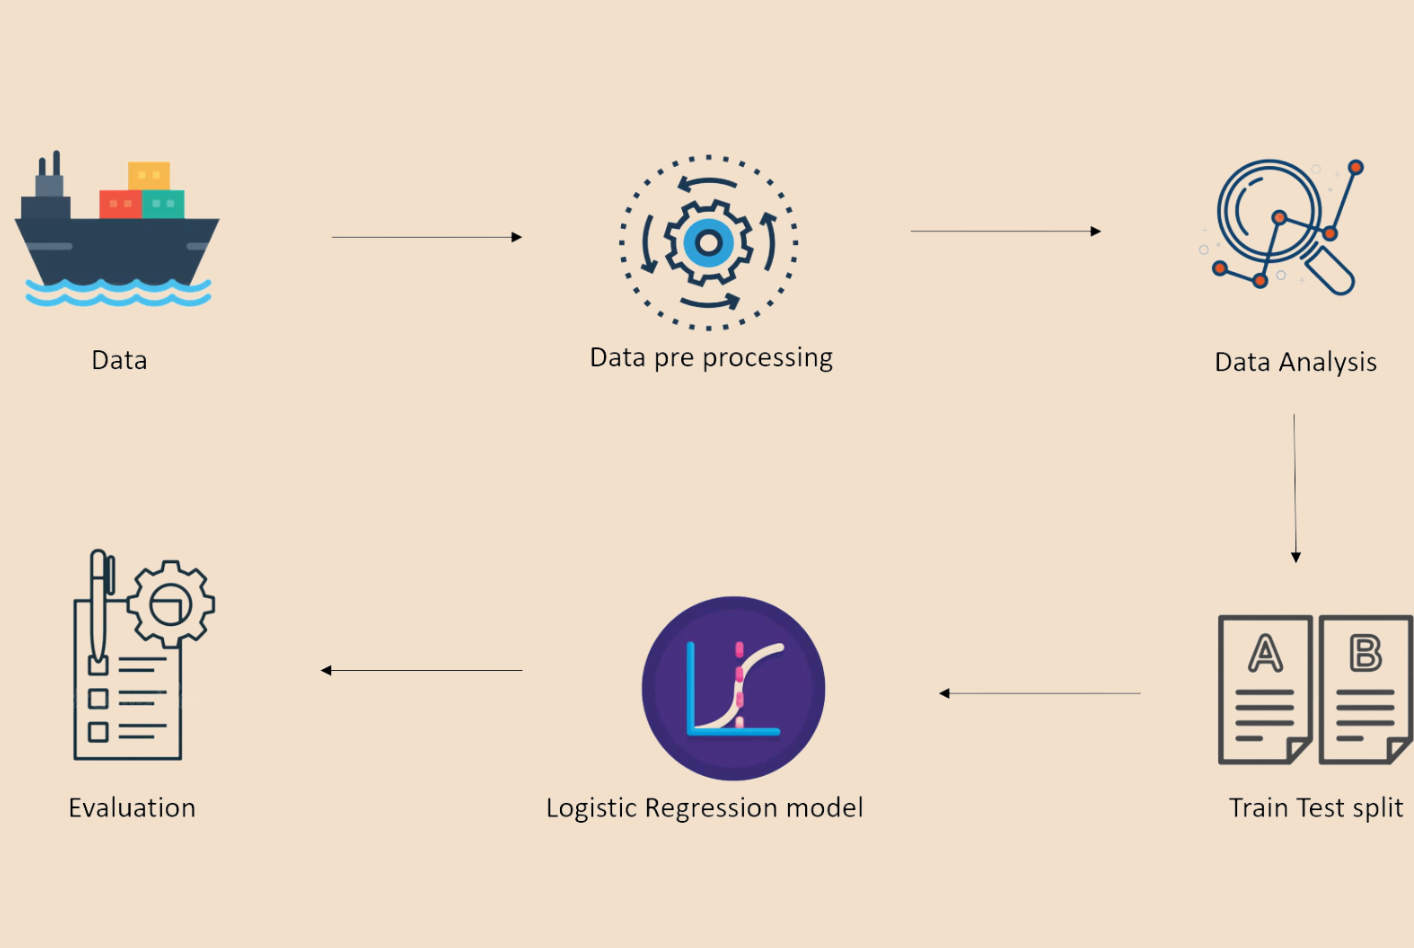 Data
Data pre processing
Data Analysis
A
B
Evaluation
Logistic Regression model
Train Test split